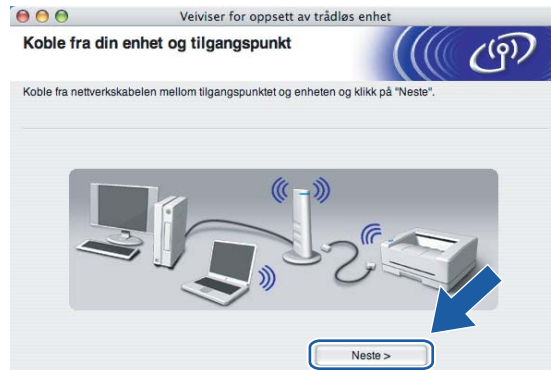 Veiviser for oppsett av trådløs enhet
Koble fra din enhet og tilgangspunkt
Koble fra nettverkskabelen mellom tilgangspunktet og enheten og klikk på "Neste".
Neste >